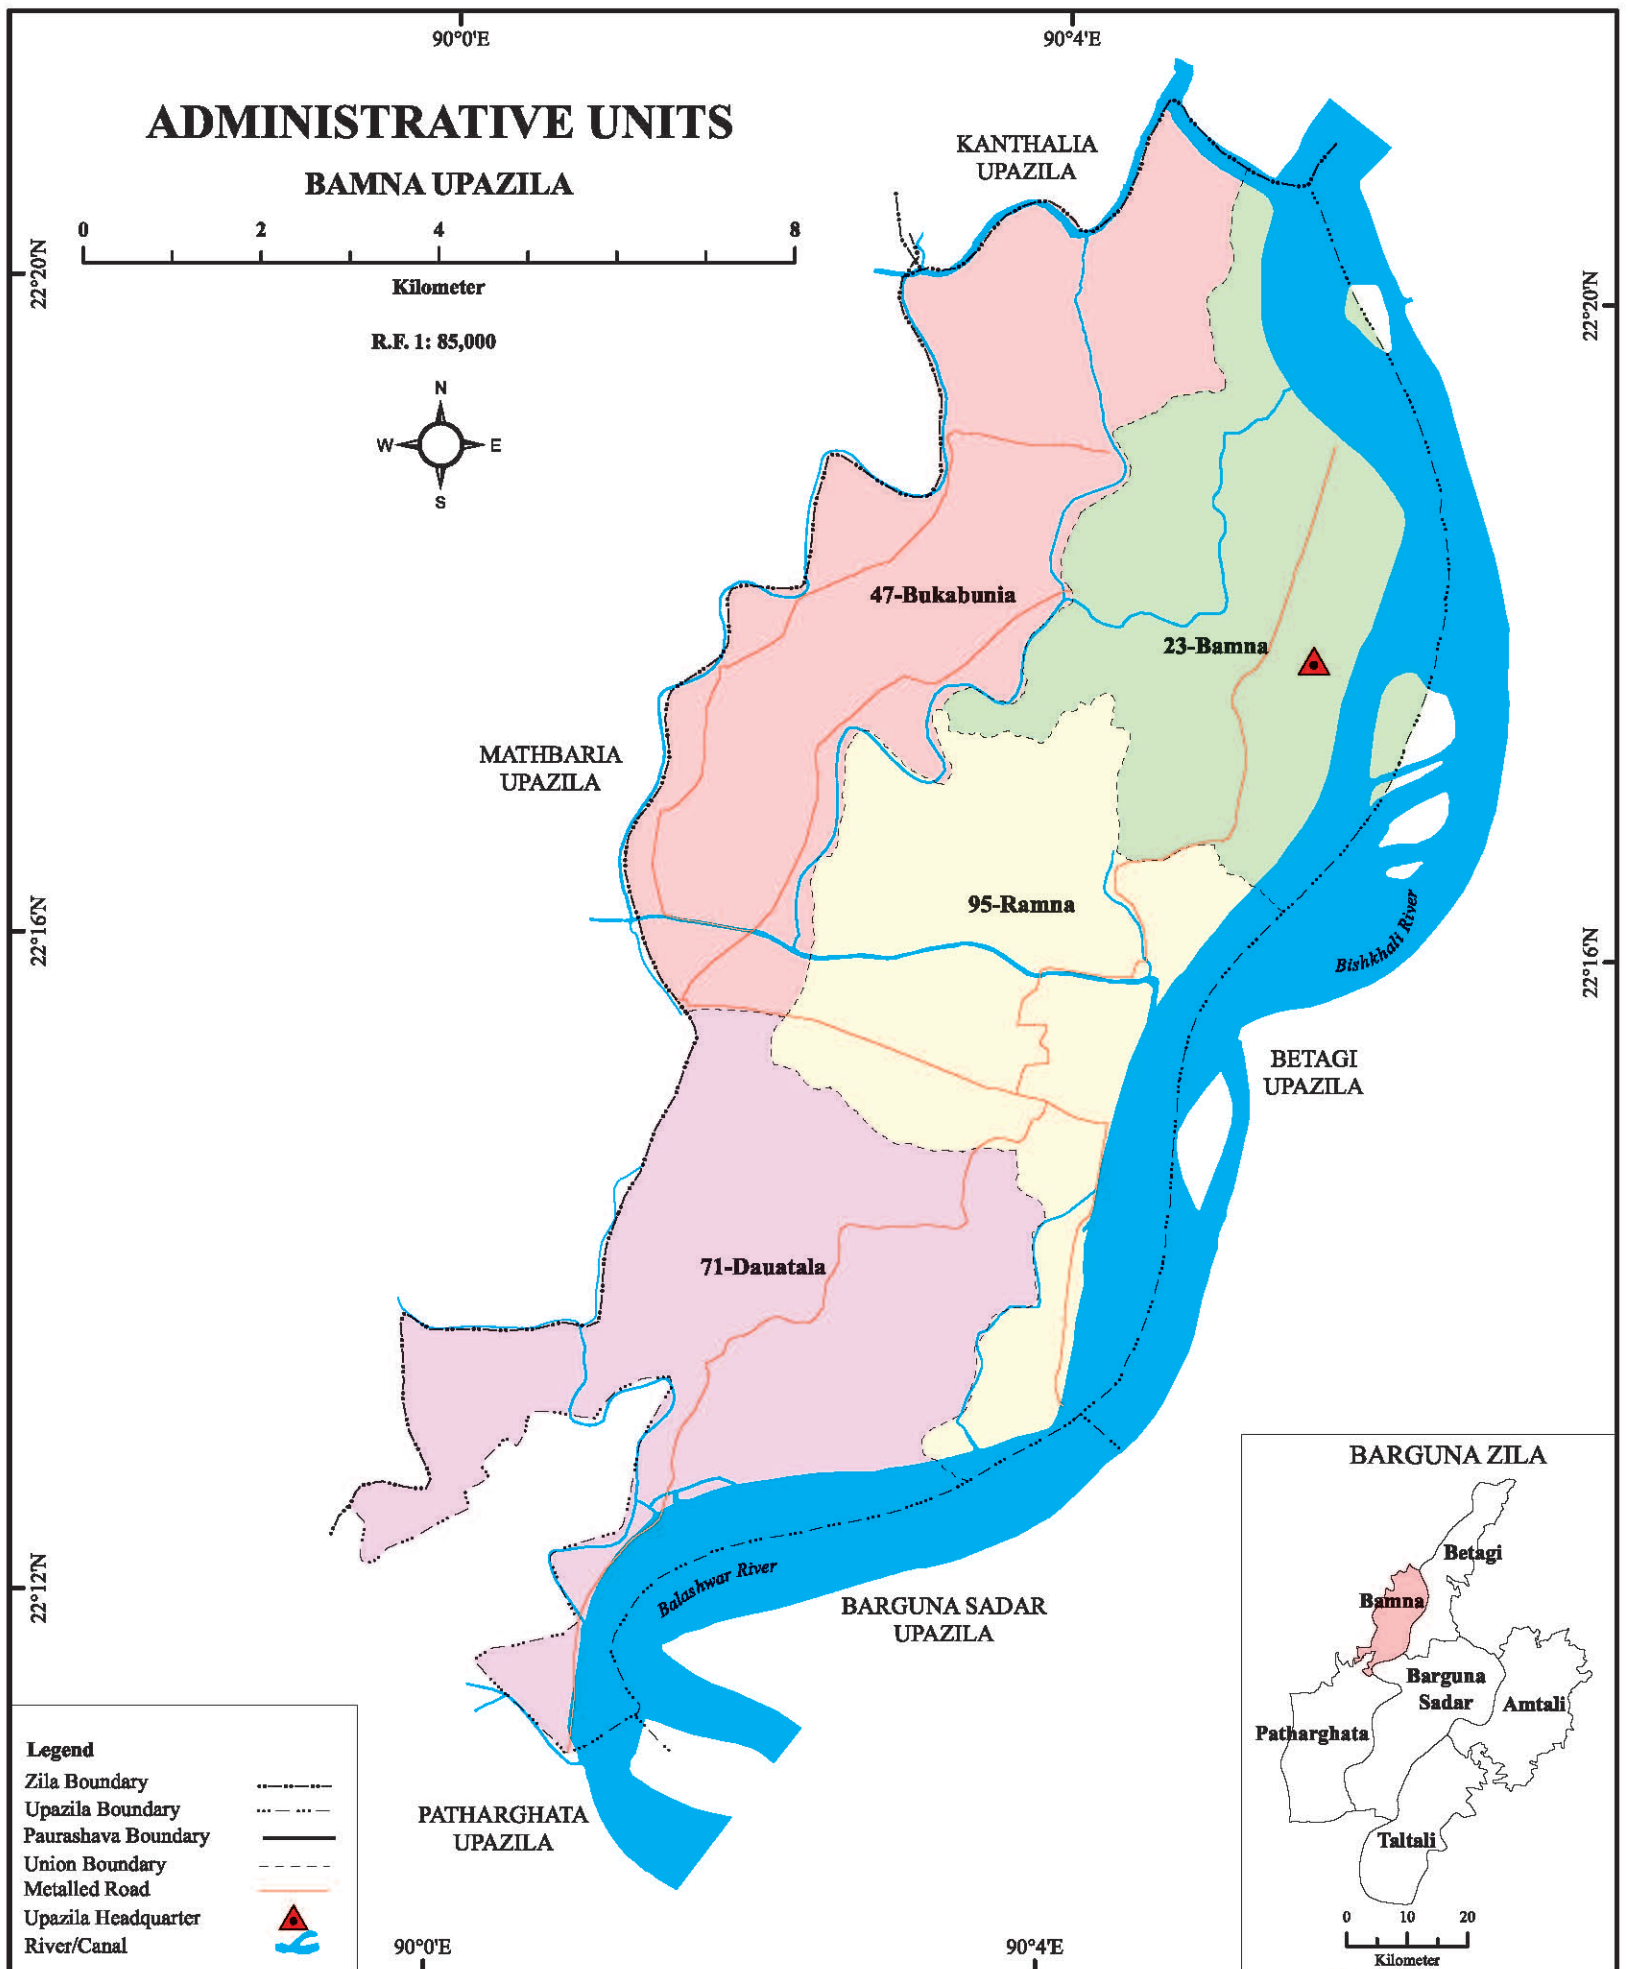 90°0'E
90°4'E
ADMINISTRATIVE UNITS
BAMNA UPAZILA
0 2 4 8
Kilometer
R.F. 1: 85,000
N
W E
S
22°20'N
22°20'N
KANTHALIA
UPAZILA
47-Bukabunia
23-Bamna
MATHBARIA
UPAZILA
95-Ramna
22°16'N
22°16'N
Bishkhali River
BETAGI
UPAZILA
71-Dauatala
22°12'N
Balashwar River
BARGUNA SADAR
UPAZILA
PATHARGHATA
UPAZILA
Legend
Zila Boundary
Upazila Boundary
Paurashava Boundary
Union Boundary
Metalled Road
Upazila Headquarter
River/Canal
90°0'E
90°4'E
BARGUNA ZILA
Betagi
Bamna
Barguna
Sadar
Amtali
Patharghata
Taltali
0 10 20
Kilometer